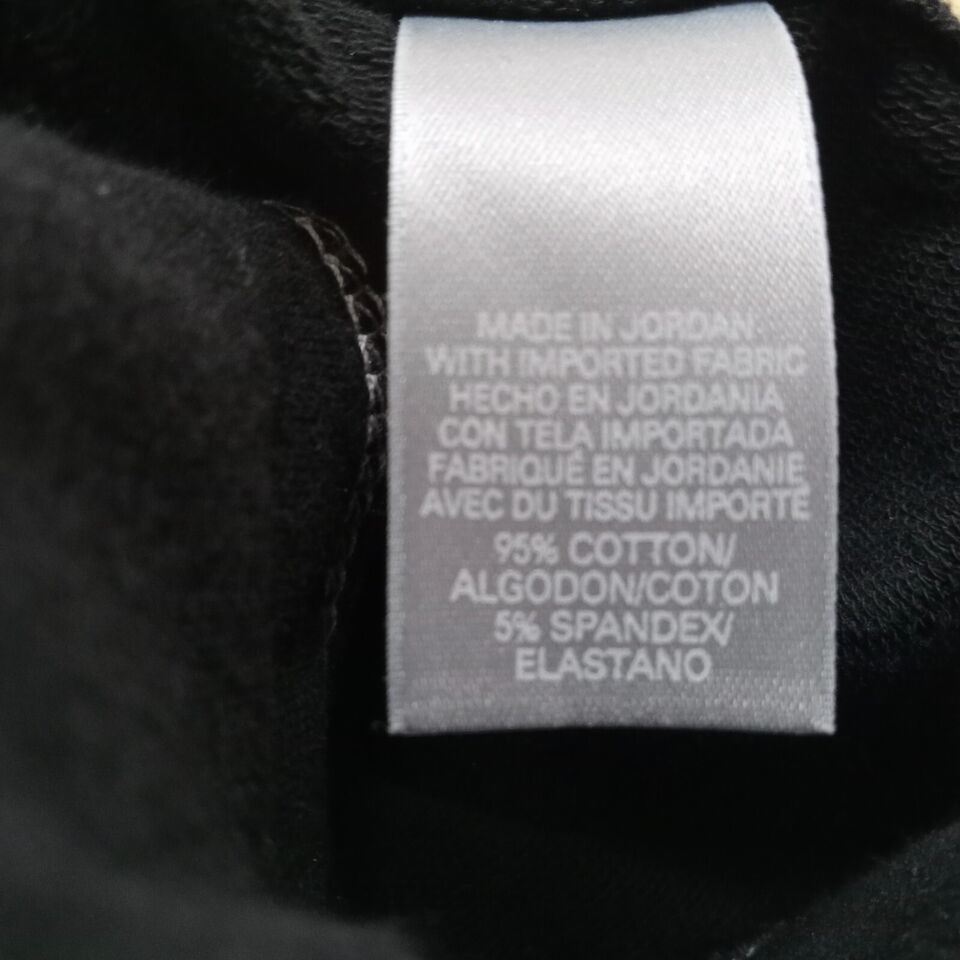 MADE IN JORDAN
WITH IMPORTED FABRIC
HECHO EN JORDANIA
CON TELA IMPORTADA
FABRIQUÉ EN JORDANIE
AVEC DU TISSU IMPORTÉ
95% COTTON/
ALGODON/COTON
5% SPANDEX/
ELASTANO